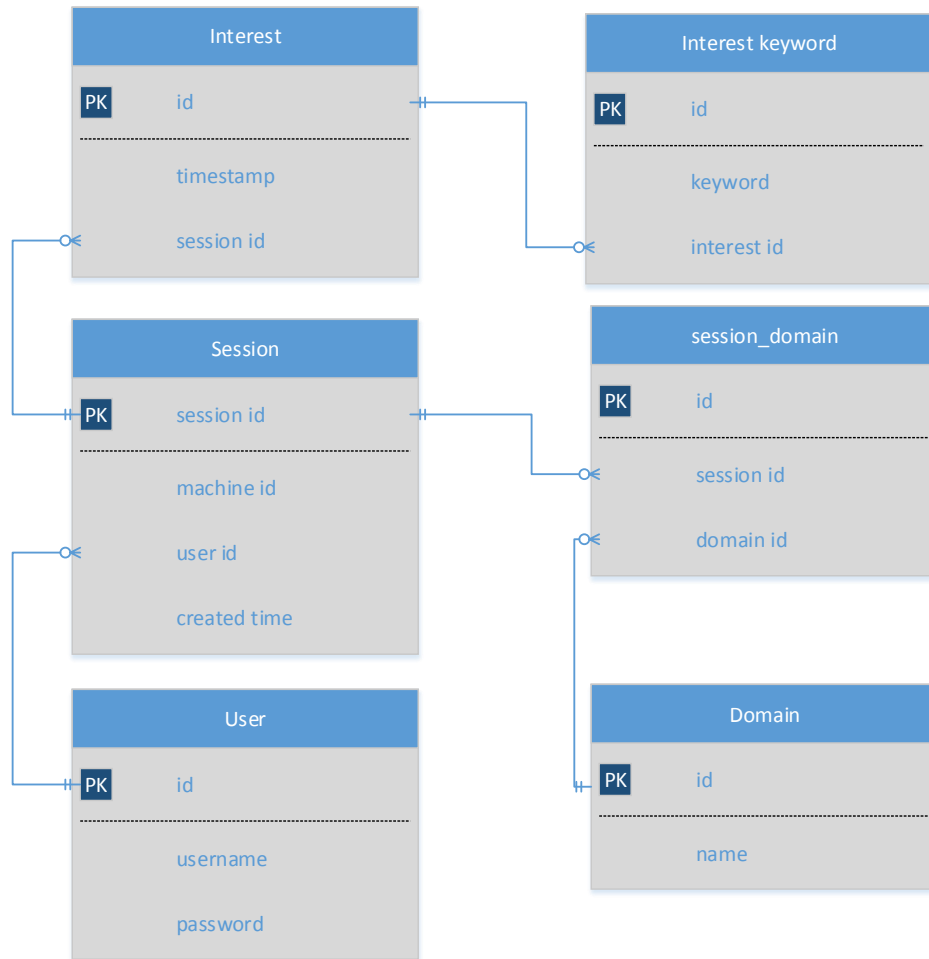 Interest
PK
id
timestamp
session id
Interest keyword
PK
id
keyword
interest id
Session
PK
session id
machine id
user id
created time
session_domain
PK
id
session id
domain id
User
PK
id
username
password
Domain
PK
id
name